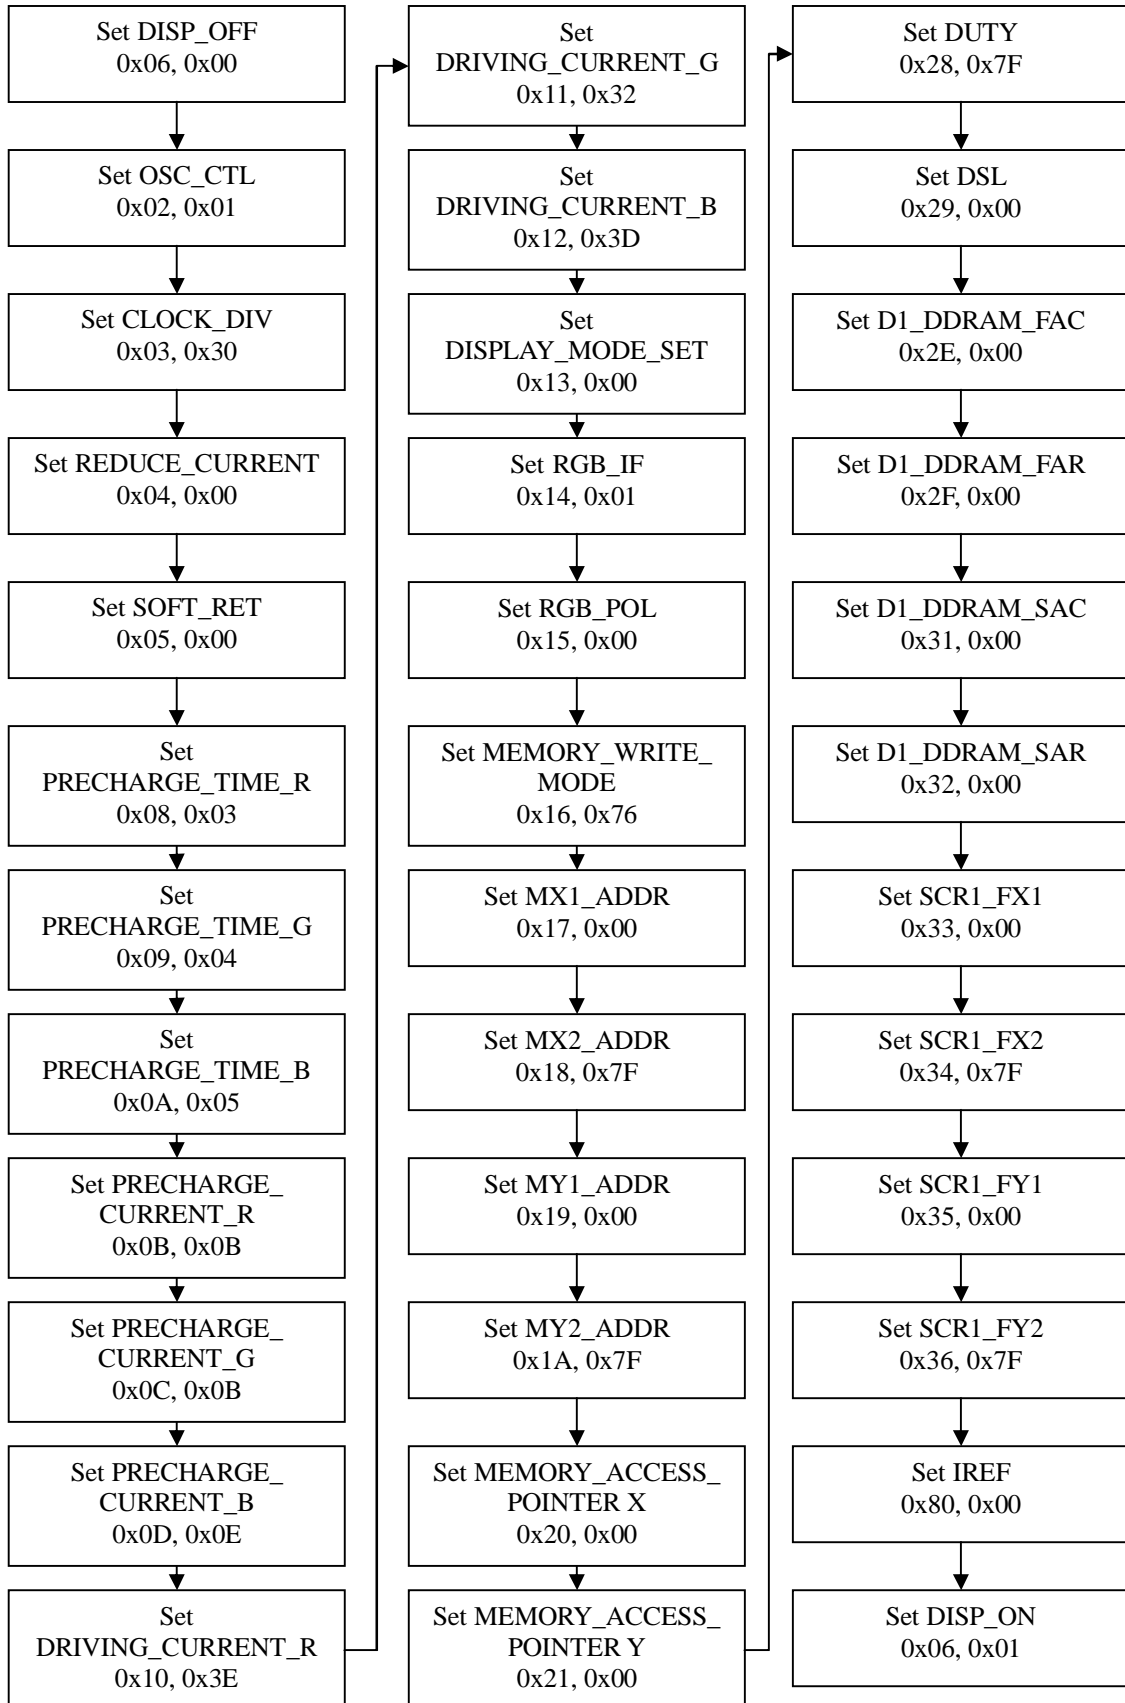 Set DISP_OFF
0x06, 0x00
Set OSC_CTL
0x02, 0x01
Set CLOCK_DIV
0x03, 0x30
Set REDUCE_CURRENT
0x04, 0x00
Set SOFT_RET
0x05, 0x00
Set
PRECHARGE_TIME_R
0x08, 0x03
Set
PRECHARGE_TIME_G
0x09, 0x04
Set
PRECHARGE_TIME_B
0x0A, 0x05
Set PRECHARGE_
CURRENT_R
0x0B, 0x0B
Set PRECHARGE_
CURRENT_G
0x0C, 0x0B
Set PRECHARGE_
CURRENT_B
0x0D, 0x0E
Set
DRIVING_CURRENT_R
0x10, 0x3E
Set
DRIVING_CURRENT_G
0x11, 0x32
Set
DRIVING_CURRENT_B
0x12, 0x3D
Set
DISPLAY_MODE_SET
0x13, 0x00
Set RGB_IF
0x14, 0x01
Set RGB_POL
0x15, 0x00
Set MEMORY_WRITE_
MODE
0x16, 0x76
Set MX1_ADDR
0x17, 0x00
Set MX2_ADDR
0x18, 0x7F
Set MY1_ADDR
0x19, 0x00
Set MY2_ADDR
0x1A, 0x7F
Set MEMORY_ACCESS_
POINTER X
0x20, 0x00
Set MEMORY_ACCESS_
POINTER Y
0x21, 0x00
Set DUTY
0x28, 0x7F
Set DSL
0x29, 0x00
Set D1_DDRAM_FAC
0x2E, 0x00
Set D1_DDRAM_FAR
0x2F, 0x00
Set D1_DDRAM_SAC
0x31, 0x00
Set D1_DDRAM_SAR
0x32, 0x00
Set SCR1_FX1
0x33, 0x00
Set SCR1_FX2
0x34, 0x7F
Set SCR1_FY1
0x35, 0x00
Set SCR1_FY2
0x36, 0x7F
Set IREF
0x80, 0x00
Set DISP_ON
0x06, 0x01